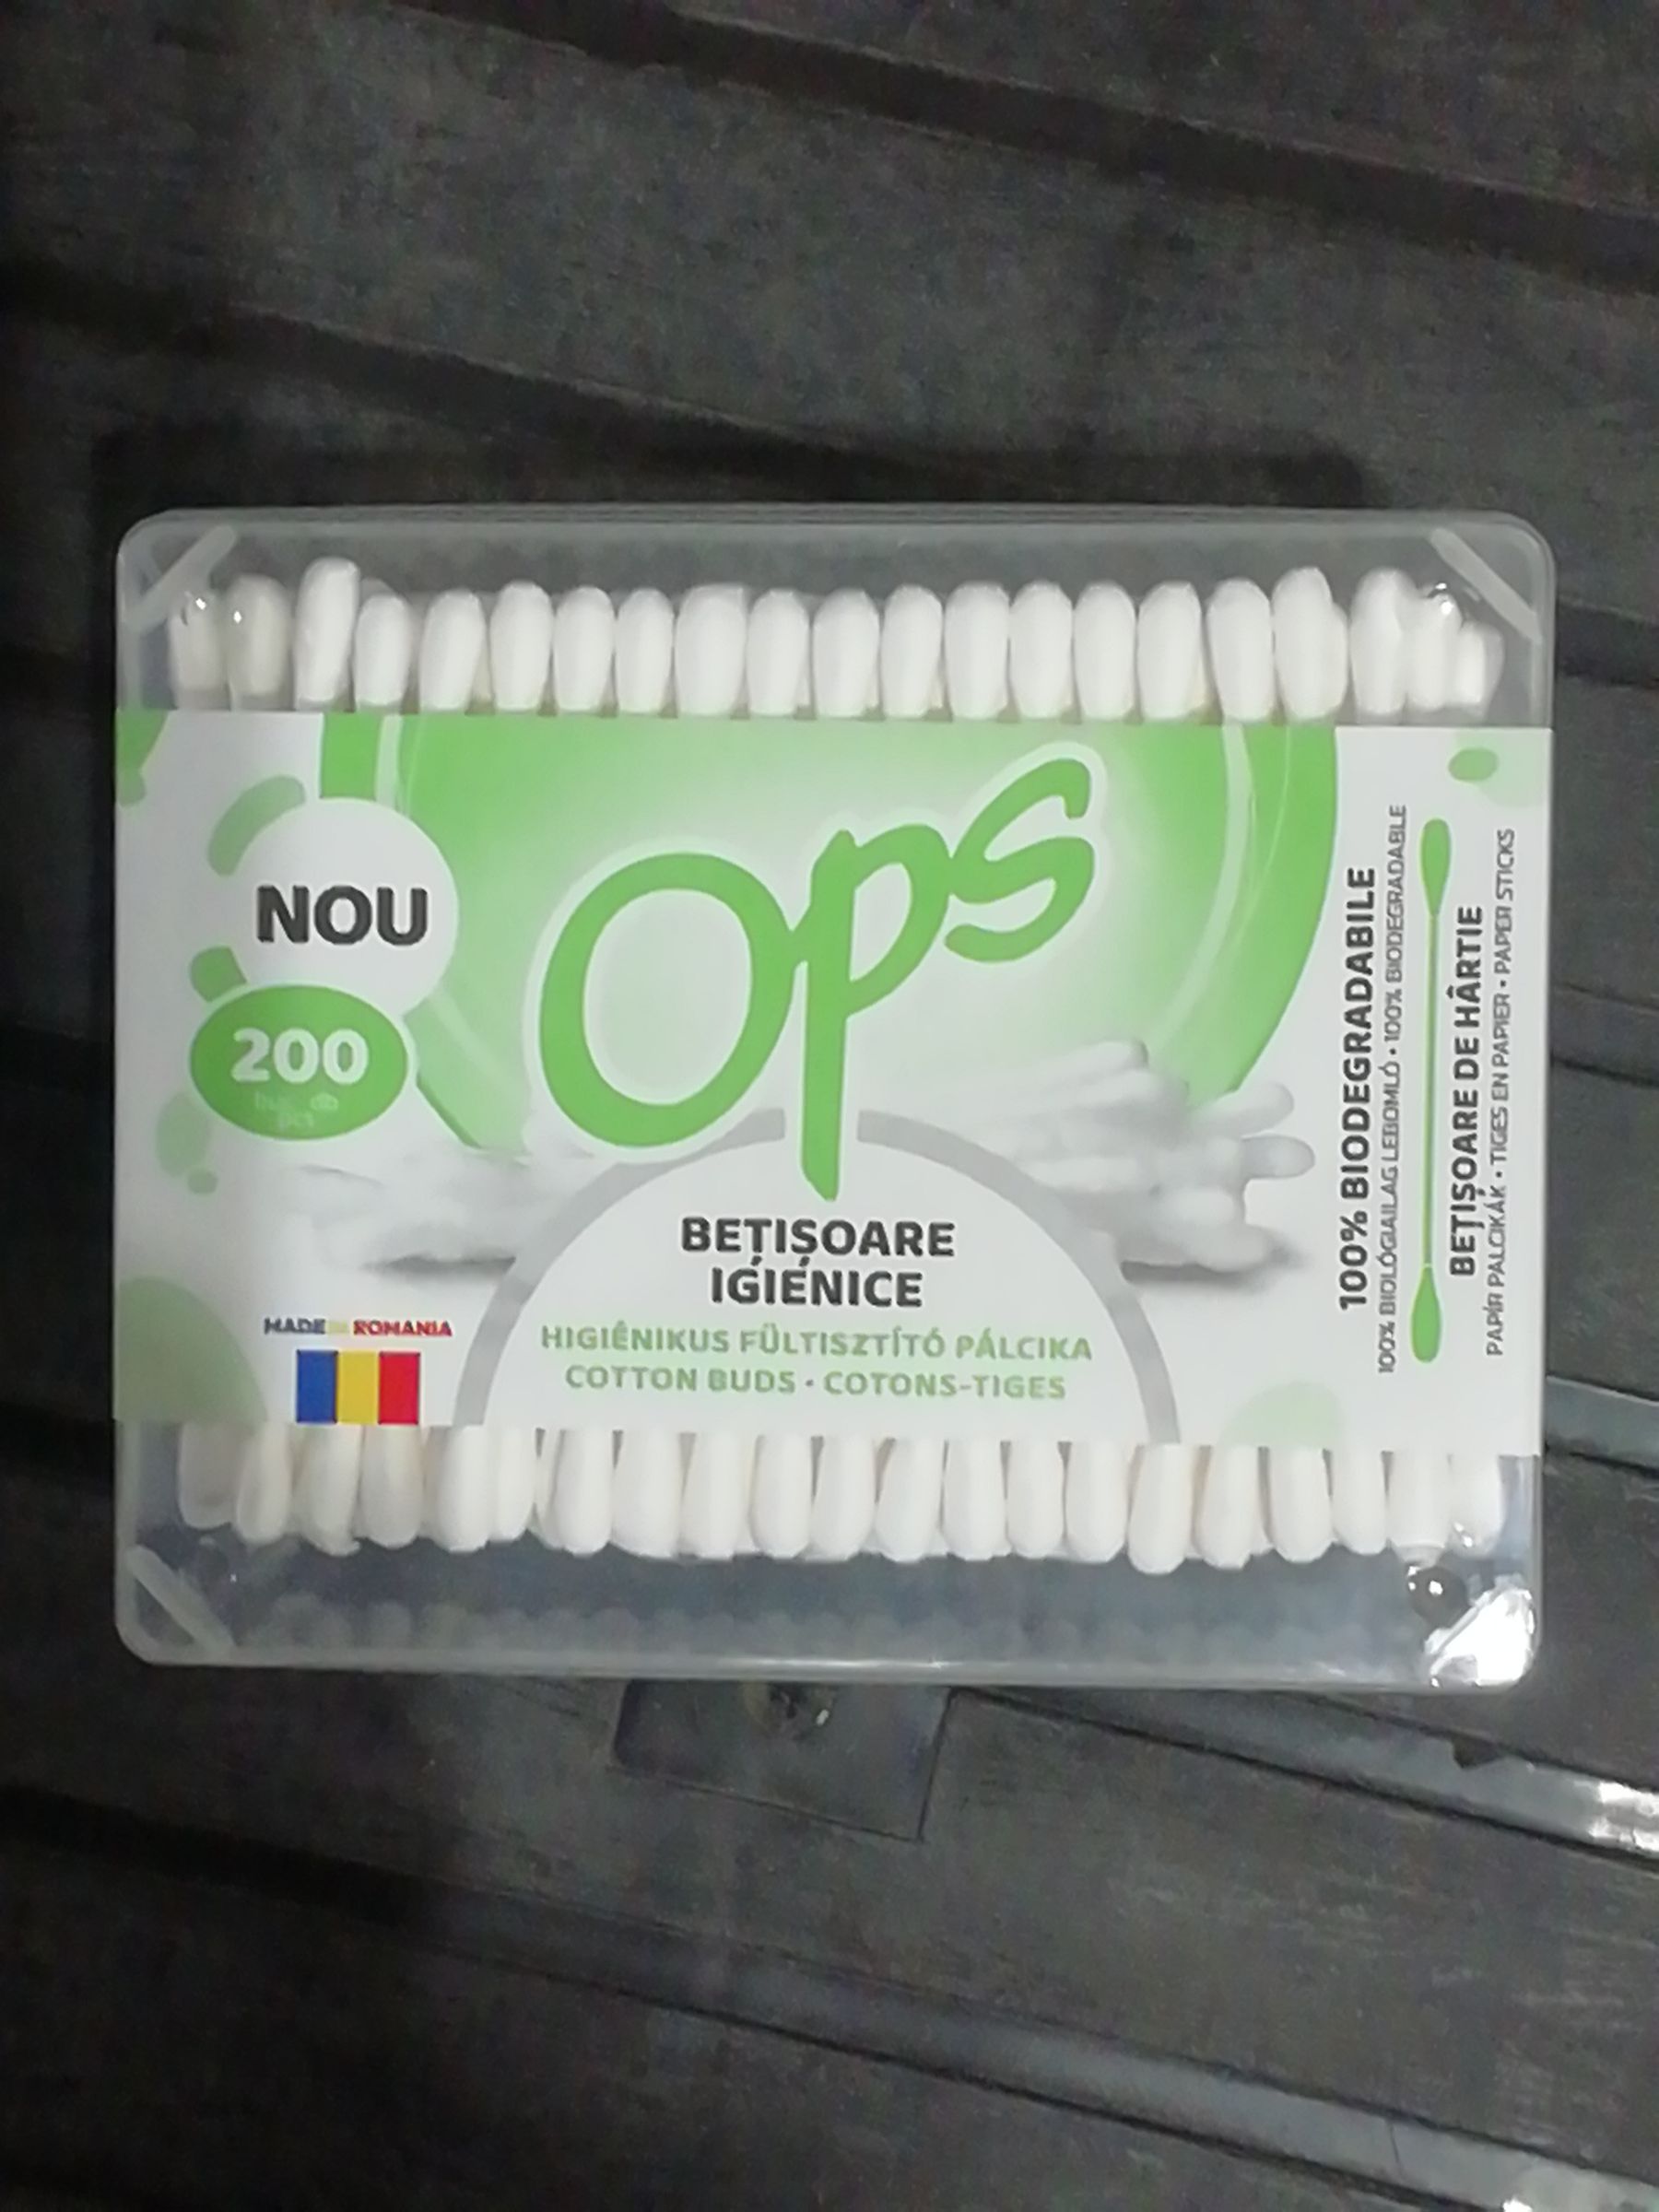 NOU
200
Ops
BEȚIȘOARE
IGIENICE
HIGIÉNIKUS FÜLTISZTÍTÓ PÁLCIKA
COTTON BUDS • COTONS-TIGES
MADE IN ROMANIA
100% BIODEGRADABILE
100% BIOLÓGIAILAG LEBOMLÓ • 100% BIODEGRADABLE
BEȚIȘOARE DE HÂRTIE
PAPÍR PALCIKÁK • TIGES EN PAPIER • PAPER STICKS